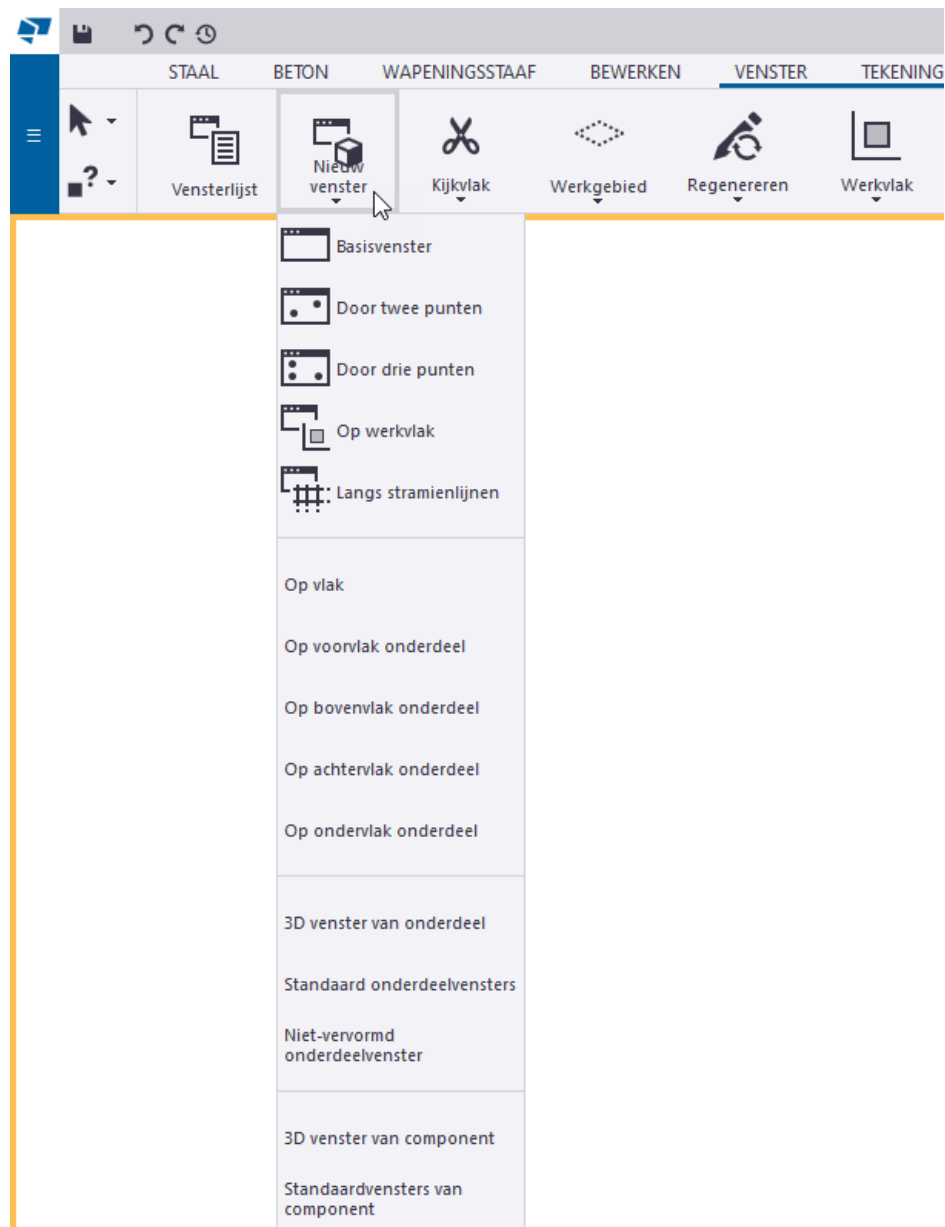 STAAL BETON WAPENINGSSTAAF BEWERKEN VENSTER TEKENING
?
Vensterlijst
Nieuw
venster
Kijkvlak
Werkgebied
Regenereren
Werkvlak
Basisvenster
Door twee punten
Door drie punten
Op werkvlak
Langs stramienlijnen
Op vlak
Op voorvlak onderdeel
Op bovenvlak onderdeel
Op achtervlak onderdeel
Op ondervlak onderdeel
3D venster van onderdeel
Standaard onderdeelvensters
Niet-vervormd
onderdeelvenster
3D venster van component
Standaardvensters van
component